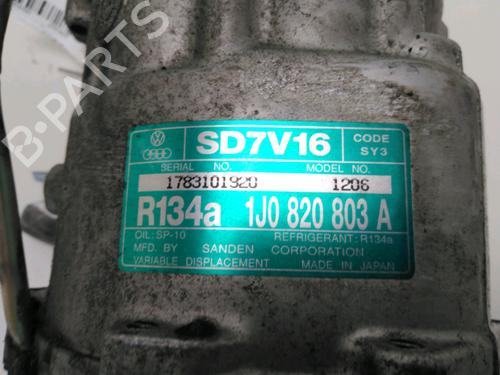 SD7V16
CODE
SY3
SERIAL NO. MODEL NO.
1783101920 1206
R134a 1J0 820 803 A
OIL: SP-10 REFRIGERANT: R134a
MFD. BY SANDEN CORPORATION
VARIABLE DISPLACEMENT MADE IN JAPAN
B-PARTS